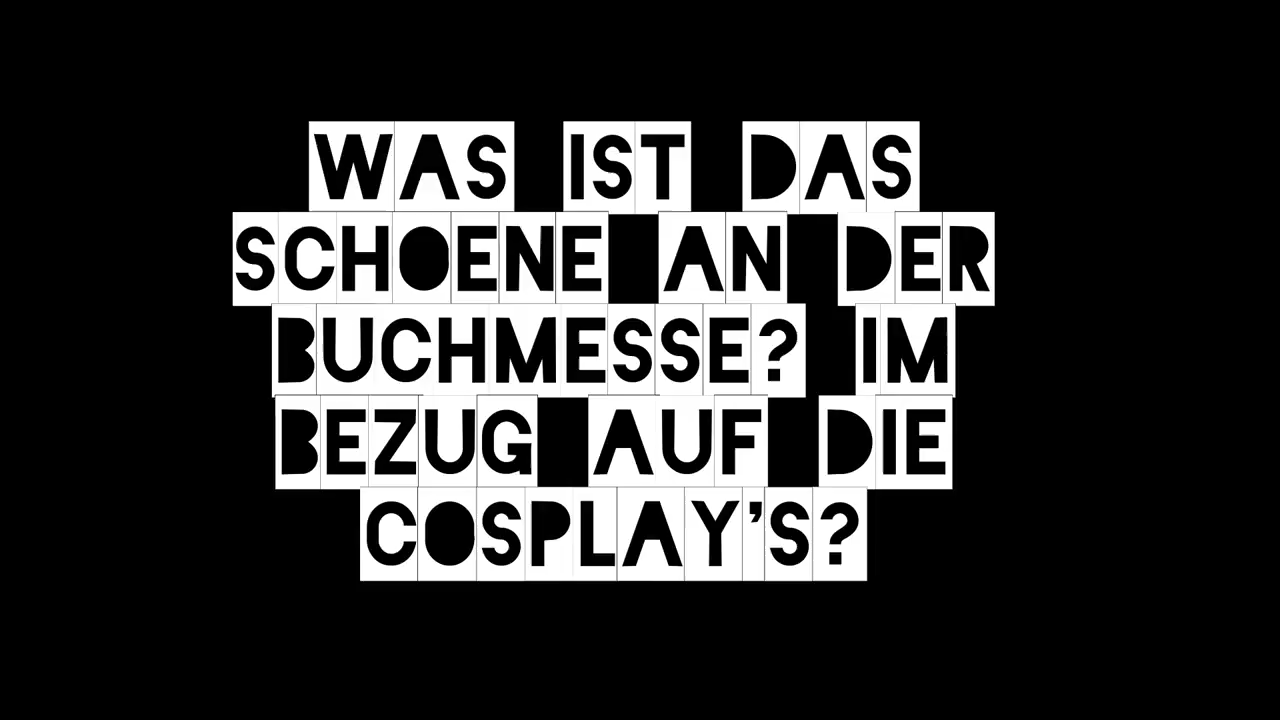 WAS IST DAS
SCHOENE AN DER
BUCHMESSE? IM
BEZUG AUF DIE
COSPLAY'S?